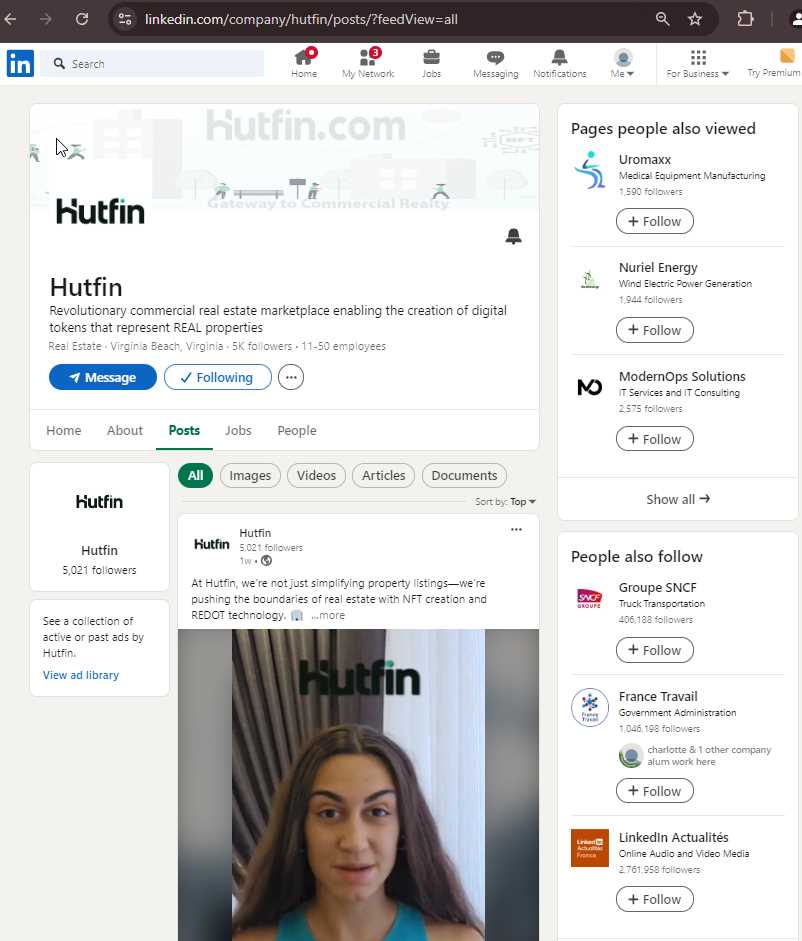 linkedin.com/company/hutfin/posts/?feedView=all
in
Search
Home
3
My Network
Jobs
Messaging
Notifications
Me
For Business
Try Premium
Hutfin.com
Gateway to Commercial Realty
Hutfin
Hutfin
Revolutionary commercial real estate marketplace enabling the creation of digital
tokens that represent REAL properties
Real Estate · Virginia Beach, Virginia · 5K followers · 11-50 employees
Message
Following
Home
About
Posts
Jobs
People
Hutfin
Hutfin
5,021 followers
See a collection of
active or past ads by
Hutfin.
View ad library
All
Images
Videos
Articles
Documents
Sort by: Top
Hutfin
Hutfin
5,021 followers
1w •
At Hutfin, we're not just simplifying property listings—we're
pushing the boundaries of real estate with NFT creation and
REDOT technology. 🏢 ...more
Hutfin
Pages people also viewed
Uromaxx
Medical Equipment Manufacturing
1,590 followers
+ Follow
Nuriel Energy
Wind Electric Power Generation
1,944 followers
+ Follow
ModernOps Solutions
IT Services and IT Consulting
2,575 followers
+ Follow
Show all →
People also follow
SNCF
GROUPE
Groupe SNCF
Truck Transportation
406,188 followers
+ Follow
France
Travail
France Travail
Government Administration
1,046,198 followers
charlotte & 1 other company
alum work here
+ Follow
Linked in
Actualités
France
LinkedIn Actualités
Online Audio and Video Media
2,761,958 followers
+ Follow